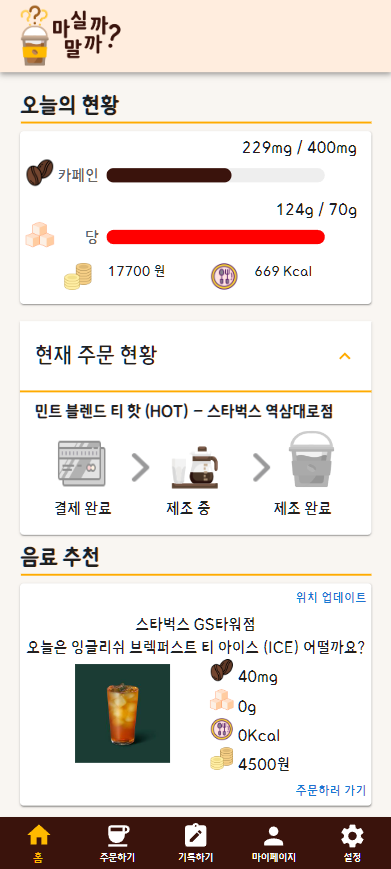 마실까
말까?
오늘의 현황
229mg / 400mg
카페인
124g / 70g
당
17700 원
669 Kcal
현재 주문 현황
민트 블렌드 티 핫 (HOT) - 스타벅스 역삼대로점
결제 완료
제조 중
제조 완료
음료 추천
위치 업데이트
스타벅스 GS타워점
오늘은 잉글리쉬 브렉퍼스트 티 아이스 (ICE) 어떨까요?
40mg
0g
0Kcal
4500원
주문하러 가기
홈
주문하기
기록하기
마이페이지
설정